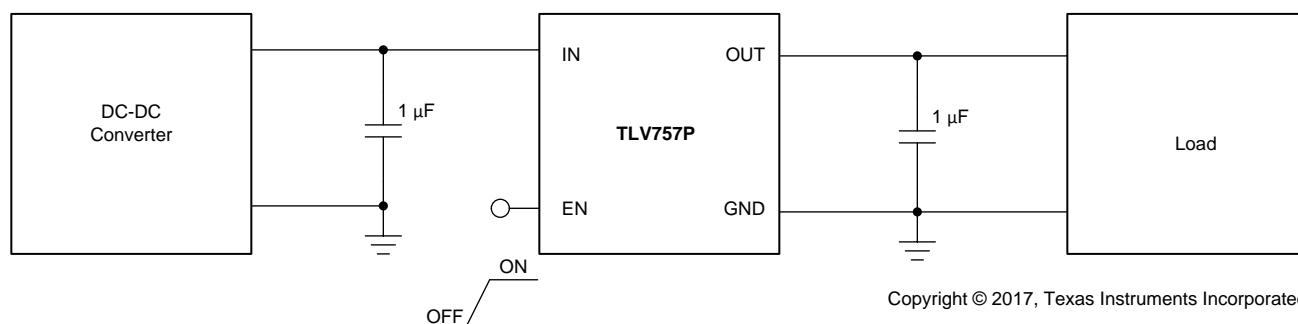 DC-DC
Converter
1 μF
IN
OUT
TLV757P
EN
GND
1 μF
Load
ON
OFF
Copyright © 2017, Texas Instruments Incorporate